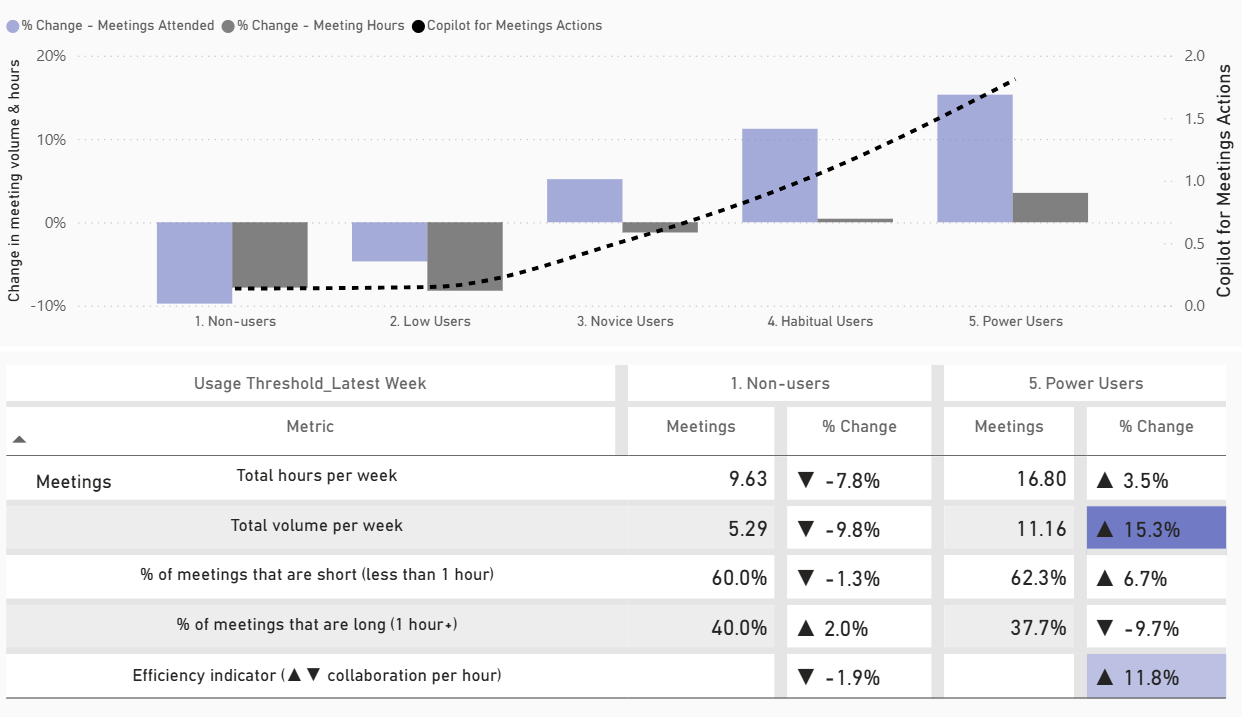 % Change - Meetings Attended % Change - Meeting Hours Copilot for Meetings Actions
Change in meeting volume & hours
20%
10%
0%
-10%
2.0
1.5
1.0
0.5
0.0
Copilot for Meetings Actions
1. Non-users 2. Low Users 3. Novice Users 4. Habitual Users 5. Power Users
Usage Threshold_Latest Week 1. Non-users 5. Power Users
Metric Meetings % Change Meetings % Change
Meetings Total hours per week 9.63 ▼ -7.8% 16.80 ▲ 3.5%
Total volume per week 5.29 ▼ -9.8% 11.16 ▲ 15.3%
% of meetings that are short (less than 1 hour) 60.0% ▼ -1.3% 62.3% ▲ 6.7%
% of meetings that are long (1 hour+) 40.0% ▲ 2.0% 37.7% ▼ -9.7%
Efficiency indicator (▲▼ collaboration per hour) ▼ -1.9% ▲ 11.8%